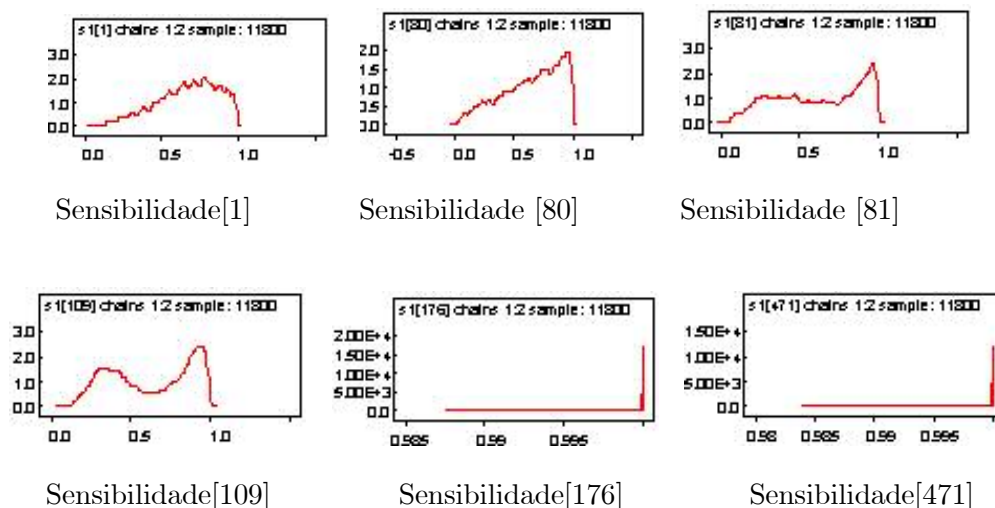 s1[1] chains 1:2 sample: 11800
3.0
2.0
1.0
0.0
0.0 0.5 1.0
Sensibilidade[1]
s1[80] chains 1:2 sample: 11800
2.0
1.5
1.0
0.5
0.0
-0.5 0.0 0.5 1.0
Sensibilidade [80]
s1[81] chains 1:2 sample: 11800
3.0
2.0
1.0
0.0
0.0 0.5 1.0
Sensibilidade [81]
s1[109] chains 1:2 sample: 11800
3.0
2.0
1.0
0.0
0.0 0.5 1.0
Sensibilidade[109]
s1[176] chains 1:2 sample: 11800
2.00E+4
1.50E+4
1.00E+4
5.00E+3
0.0
0.985 0.99 0.995
Sensibilidade[176]
s1[471] chains 1:2 sample: 11800
1.50E+4
1.00E+4
5.00E+3
0.0
0.98 0.985 0.99 0.995
Sensibilidade[471]